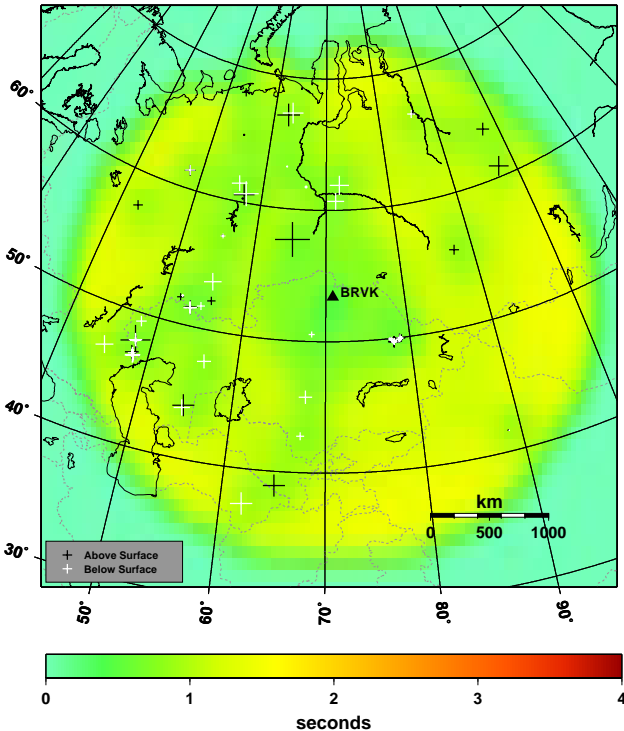 60°
50°
40°
30°
BRVK
km
0 500 1000
Above Surface
Below Surface
50° 60° 70° 80° 90°
0 1 2 3 4
seconds